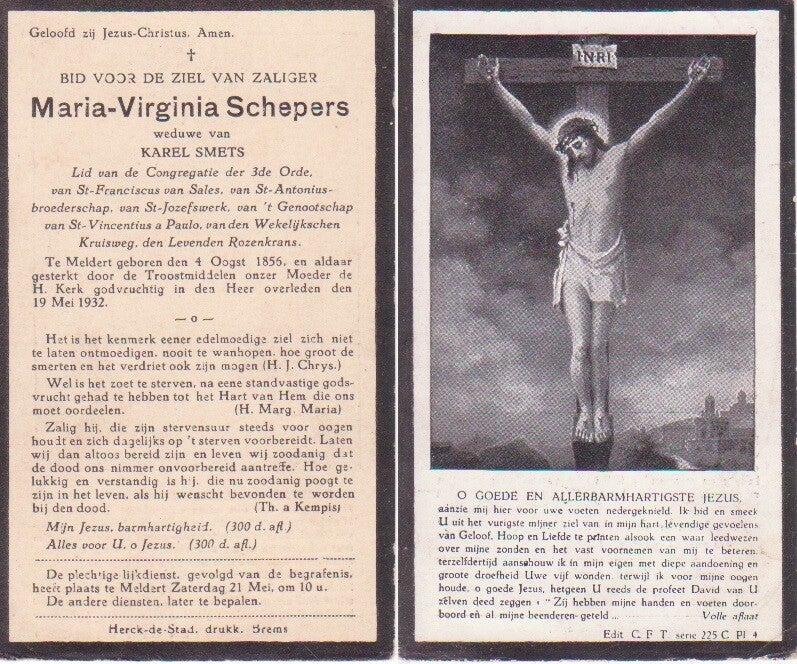 Geloofd zij Jezus-Christus. Amen.
✝
BID VOOR DE ZIEL VAN ZALIGER
Maria-Virginia Schepers
weduwe van
KAREL SMETS
Lid van de Congregatie der 3de Orde,
van St-Franciscus van Sales, van St-Antonius-
broederschap, van St-Jozefswerk, van 't Genootschap
van St-Vincentius a Paulo, van den Wekelijkschen
Kruisweg, den Levenden Rozenkrans.
Te Meldert geboren den 4 Oogst 1856, en aldaar
gesterkt door de Troostmiddelen onzer Moeder de
H. Kerk godvruchtig in den Heer overleden den
19 Mei 1932.
— o —
Het is het kenmerk eener edelmoedige ziel zich niet
te laten ontmoedigen, nooit te wanhopen, hoe groot de
smerten en het verdriet ook zijn mogen (H. J. Chrys.)
Wel is het zoet te sterven, na eene standvastige gods-
vrucht gehad te hebben tot het Hart van Hem die ons
moet oordeelen. (H. Marg. Maria)
Zalig hij, die zijn stervensuur steeds voor oogen
houdt en zich dagelijks op 't sterven voorbereidt. Laten
wij dan altoos bereid zijn en leven wij zoodanig dat
de dood ons nimmer onvoorbereid aantreffe. Hoe ge-
lukkig en verstandig is hij, die nu zoodanig poogt te
zijn in het leven, als hij wenscht bevonden te worden
bij den dood. (Th. a Kempis)
Mijn Jezus, barmhartigheid. (300 d. afl.)
Alles voor U, o Jezus. (300 d. afl.)
De plechtige lijkdienst, gevolgd van de begrafenis,
heeft plaats te Meldert Zaterdag 21 Mei, om 10 u.
De andere diensten, later te bepalen.
Herck-de-Stad, drukk. Brems
INRI
O GOEDE EN ALLERBARMHARTIGSTE JEZUS,
aanzie mij hier voor uwe voeten nedergeknield. Ik bid en smeek
U uit het vurigste mijner ziel van in mijn hart, levendige gevoelens
van Geloof, Hoop en Liefde te printen alsook een waar leedwezen
over mijne zonden en het vast voornemen van mij te beteren,
terzelfdertijd aanschouw ik in mijn eigen met diepe aandoening en
groote droefheid Uwe vijf wonden, terwijl ik voor mijne oogen
houde, o goede Jezus, hetgeen U reeds de profeet David van U
zelven deed zeggen : “ Zij hebben mijne handen en voeten door-
boord en al mijne beenderen geteld ... „ Volle aflaat
Edit C. F. T. serie 225 C. Pl 4